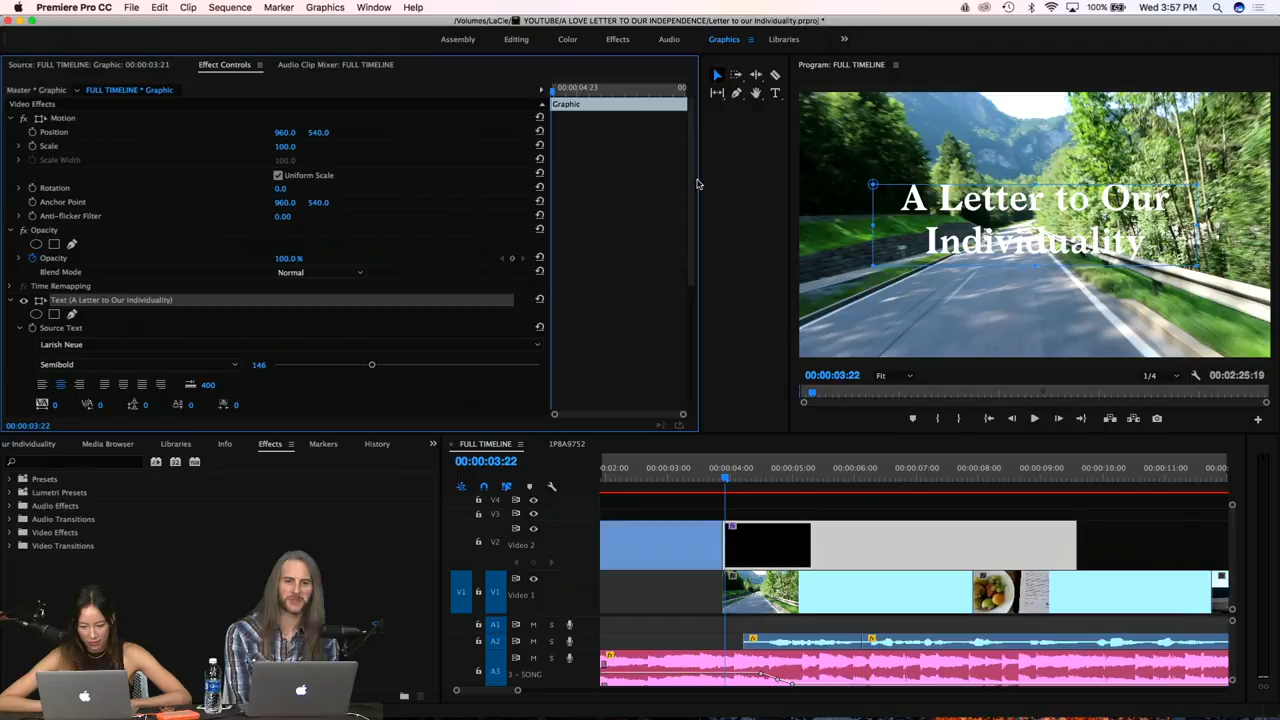 Premiere Pro CC File Edit Clip Sequence Marker Graphics Window Help 100% Wed 3:57 PM
/Volumes/LaCie/ YOUTUBE/A LOVE LETTER TO OUR INDEPENDENCE/Letter to our Individuality.prproj *
Assembly Editing Color Effects Audio Graphics Libraries
Source: FULL TIMELINE: Graphic: 00:00:03:21 Effect Controls Audio Clip Mixer: FULL TIMELINE
Program: FULL TIMELINE
Master * Graphic FULL TIMELINE * Graphic
00:00:04:23 00
Video Effects
Graphic
fx Motion
Position 960.0 540.0
Scale 100.0
Scale Width 100.0
Uniform Scale
Rotation 0.0
Anchor Point 960.0 540.0
Anti-flicker Filter 0.00
fx Opacity
Opacity 100.0 %
Blend Mode Normal
fx Time Remapping
Text (A Letter to Our Individuality)
Source Text
Larish Neue
Semibold 146
400
0 0 0 0 0
00:00:03:22
A Letter to Our
Individuality
00:00:03:22 Fit 1/4 00:02:25:19
ur Individuality Media Browser Libraries Info Effects Markers History
Presets
Lumetri Presets
Audio Effects
Audio Transitions
Video Effects
Video Transitions
× FULL TIMELINE 1P8A9752
00:00:03:22
:00:02:00 00:00:03:00 00:00:04:00 00:00:05:00 00:00:06:00 00:00:07:00 00:00:08:00 00:00:09:00 00:00:10:00 00:00:11:00 00:00:
V4
V3
V2 Video 2
V1 V1 Video 1
A1 M S
A2 M S
A3 M S
3 - SONG